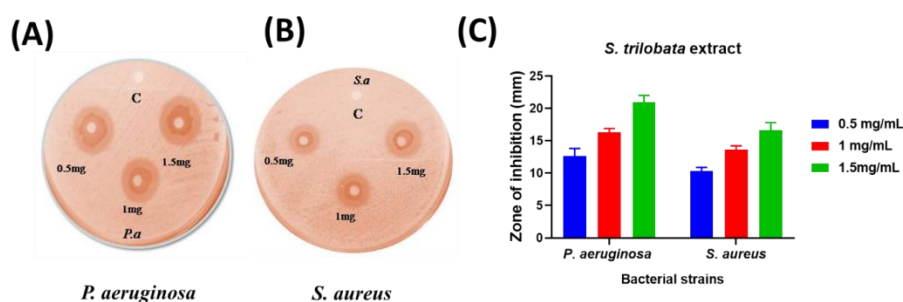 (A)
C
0.5mg
1.5mg
1mg
P.a
P. aeruginosa
(B)
S.a
C
0.5mg
1.5mg
1mg
S. aureus
(C)
S. trilobata extract
Zone of inhibition (mm)
25
20
15
10
5
0
P. aeruginosa S. aureus
Bacterial strains
0.5 mg/mL
1 mg/mL
1.5mg/mL